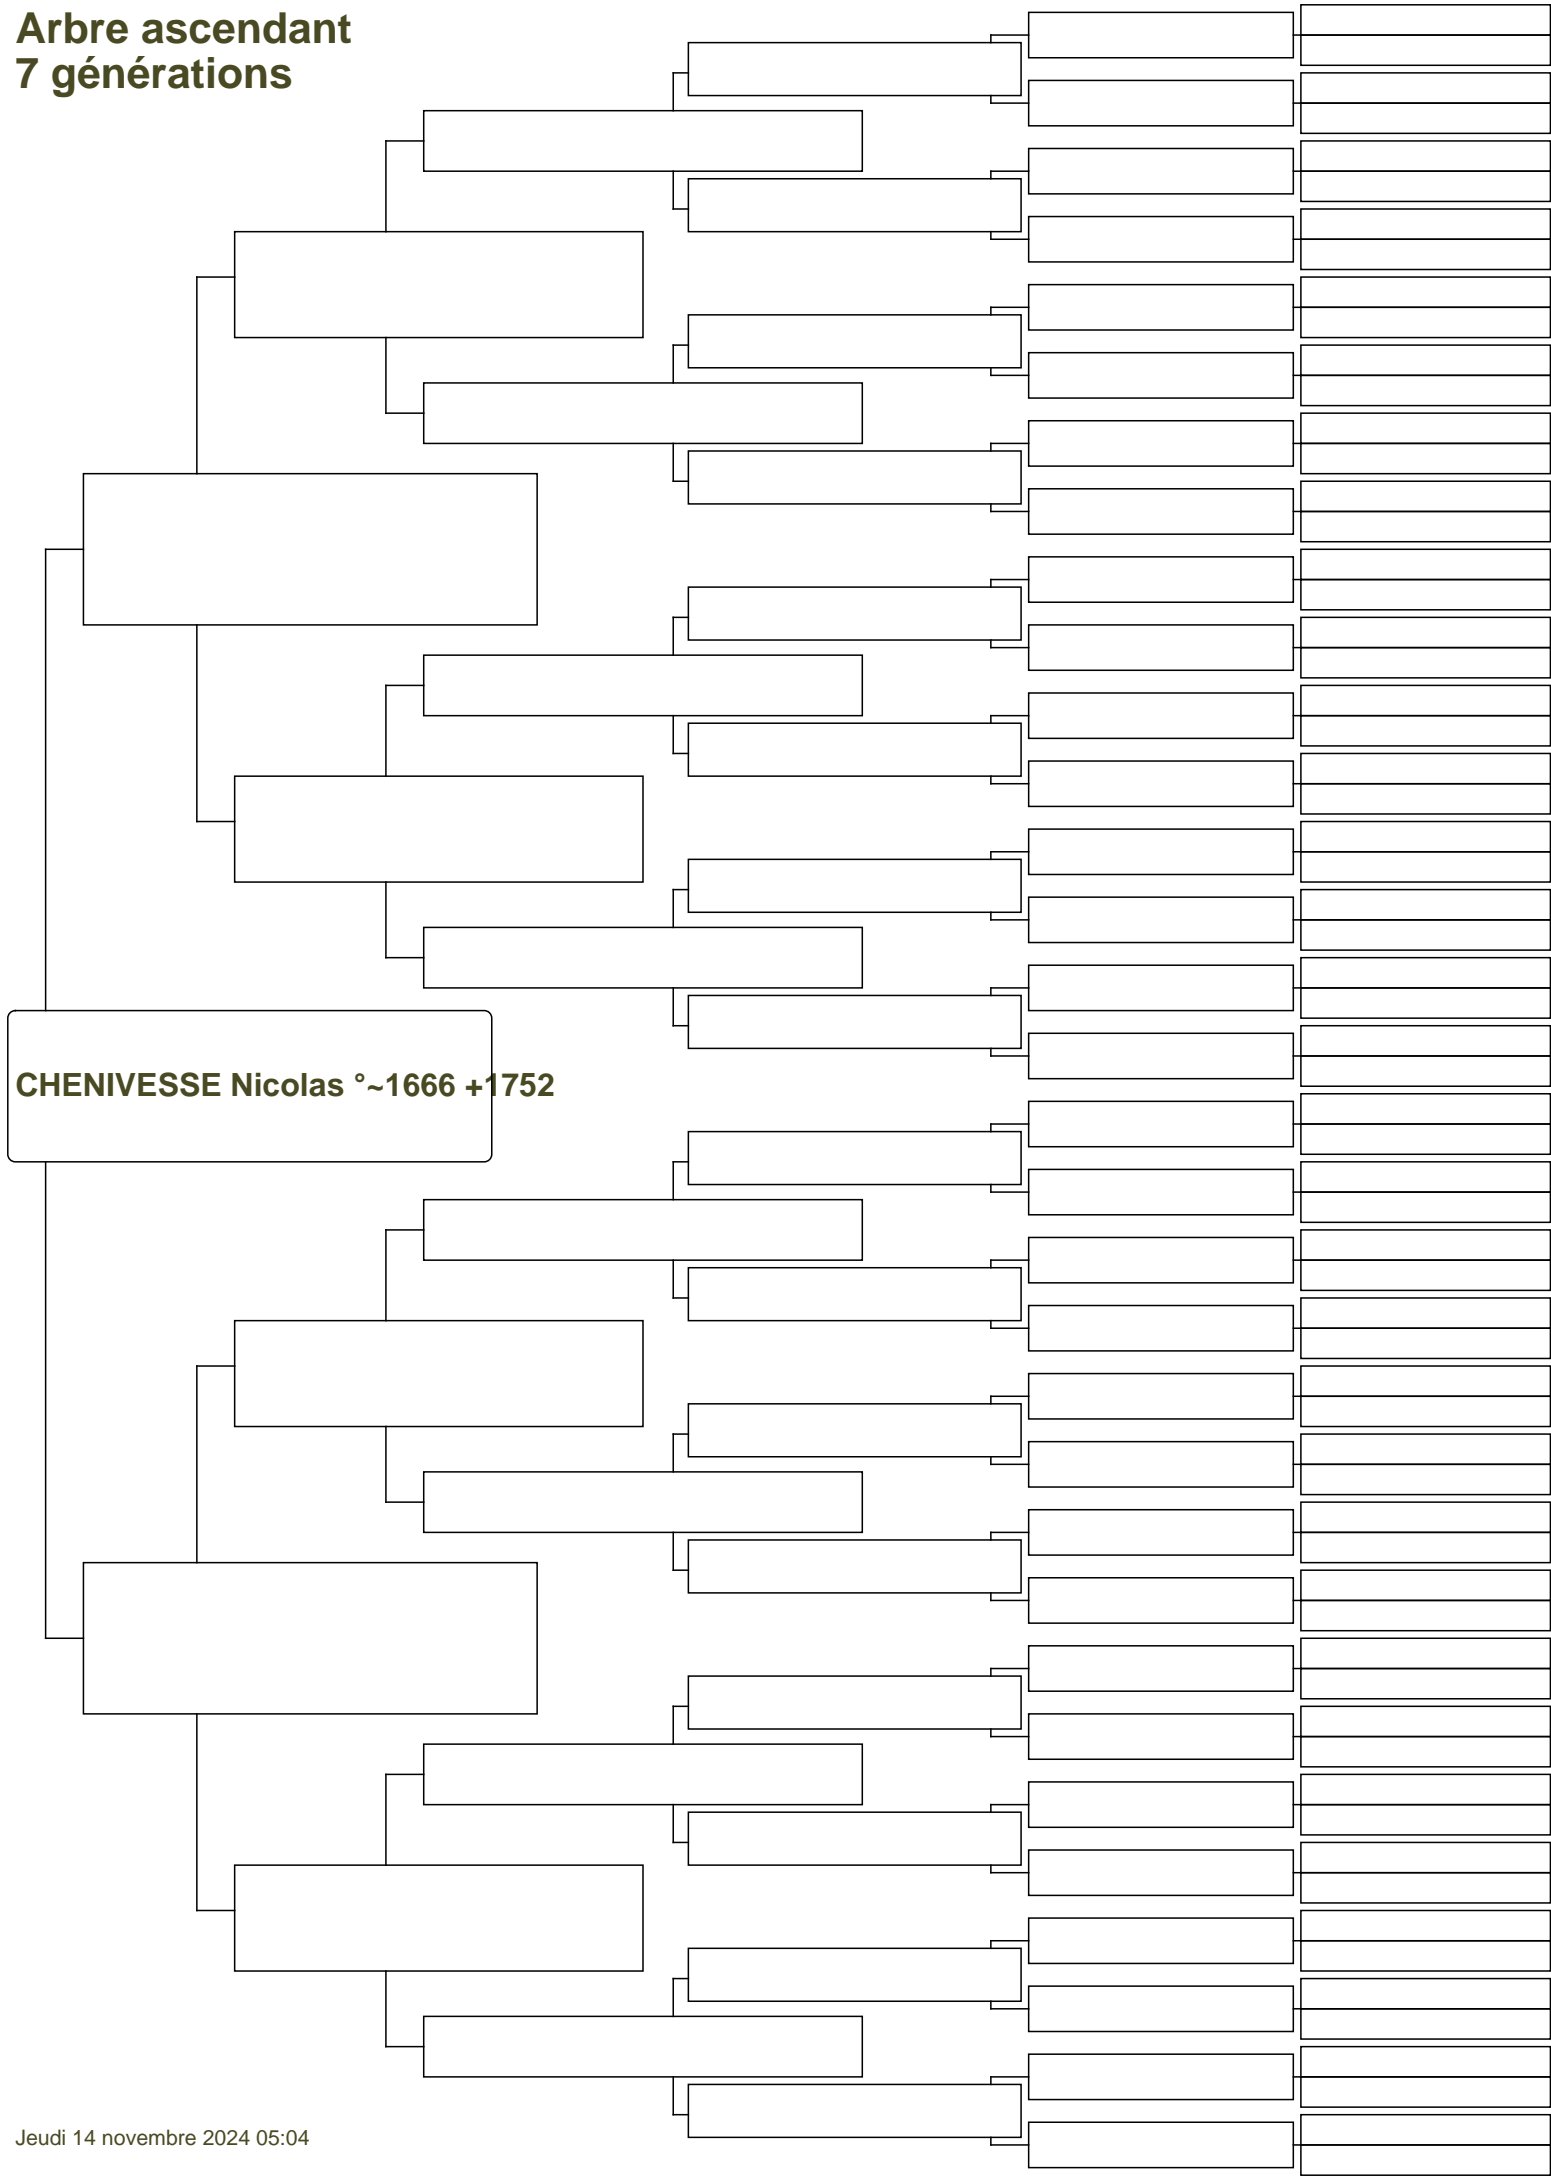 Arbre ascendant
7 générations
CHENIVESSE Nicolas °~1666 +1752
Jeudi 14 novembre 2024 05:04